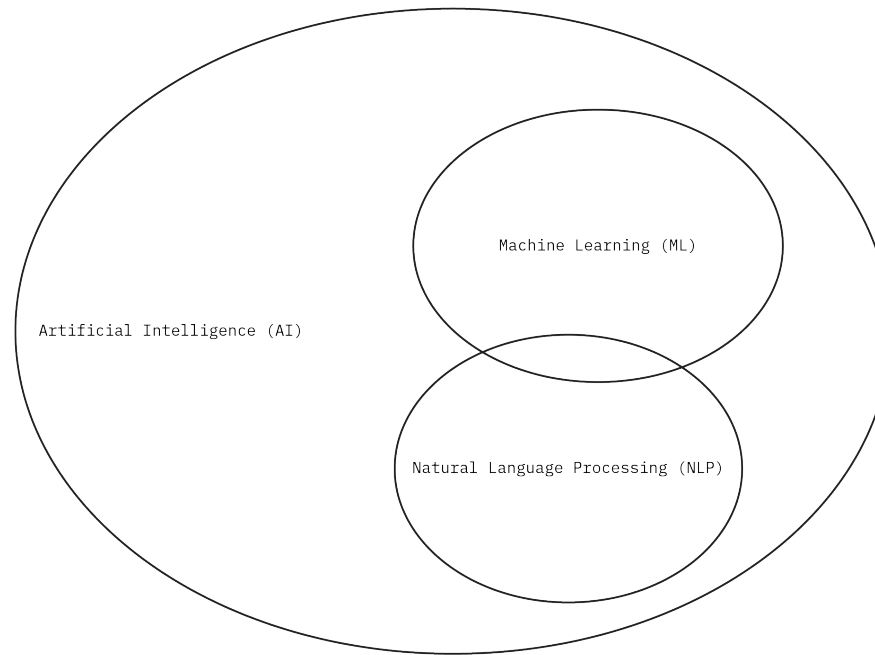 Machine Learning (ML)
Artificial Intelligence (AI)
Natural Language Processing (NLP)